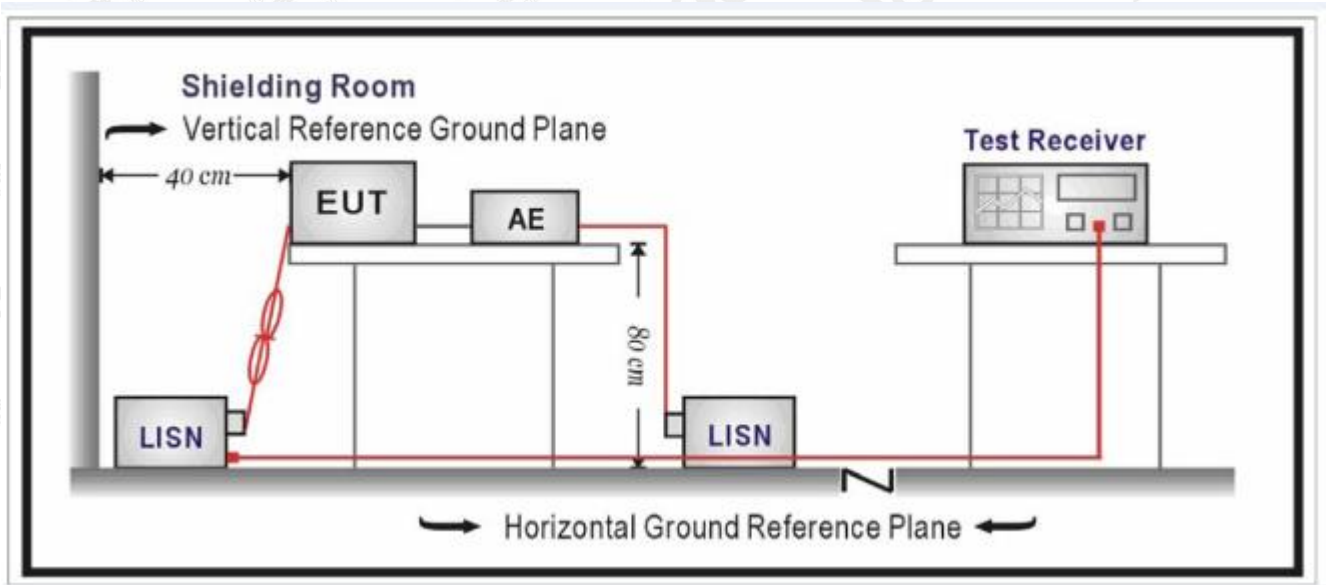 Shielding Room
Vertical Reference Ground Plane
Test Receiver
40 cm
EUT
AE
80 cm
LISN
LISN
Horizontal Ground Reference Plane